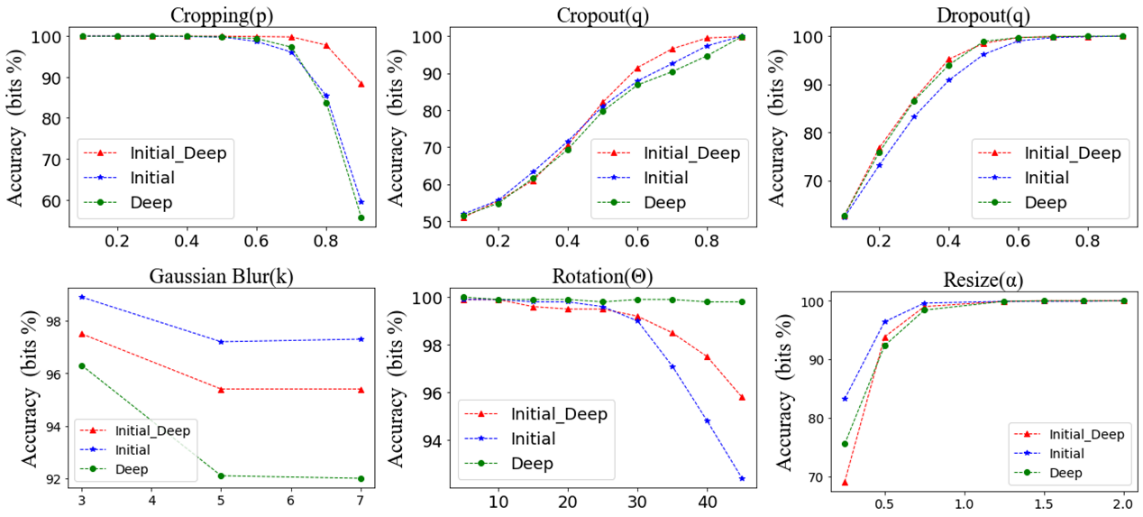 Cropping(p)
Accuracy (bits %)
100
90
80
70
60
Initial_Deep
Initial
Deep
0.2
0.4
0.6
0.8
Cropout(q)
Accuracy (bits %)
100
90
80
70
60
50
Initial_Deep
Initial
Deep
0.2
0.4
0.6
0.8
Dropout(q)
Accuracy (bits %)
100
90
80
70
Initial_Deep
Initial
Deep
0.2
0.4
0.6
0.8
Gaussian Blur(k)
Accuracy (bits %)
98
96
94
92
Initial_Deep
Initial
Deep
3
4
5
6
7
Rotation(Θ)
Accuracy (bits %)
100
98
96
94
Initial_Deep
Initial
Deep
10
20
30
40
Resize(α)
Accuracy (bits %)
100
90
80
70
Initial_Deep
Initial
Deep
0.5
1.0
1.5
2.0